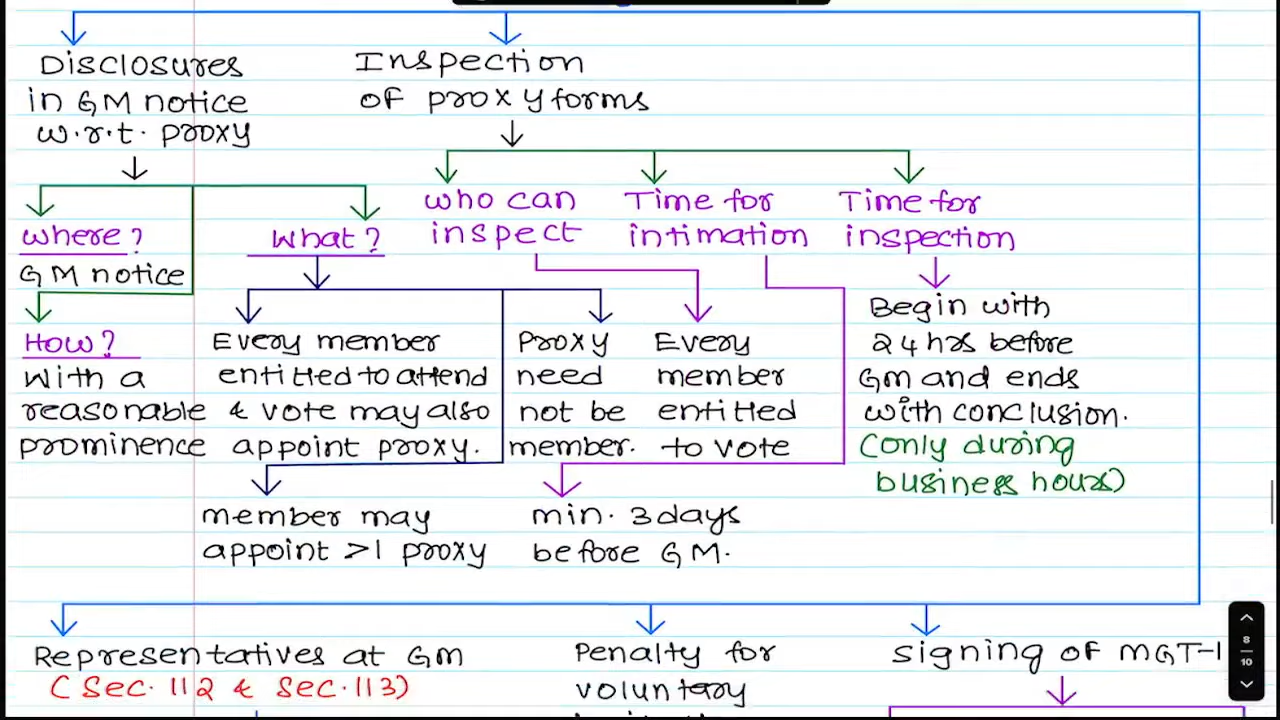 Disclosures
in GM notice
w.r.t. proxy
Inspection
of proxy forms
where?
GM notice
How?
With a
reasonable
prominence
What?
Every member
entitled to attend
& vote may also
appoint proxy.
member may
appoint >1 proxy
Proxy
need
not be
member.
who can
inspect
Every
member
entitled
to vote
Time for
intimation
min. 3 days
before GM.
Time for
inspection
Begin with
24 hrs before
GM and ends
with conclusion.
(only during
business hours)
Representatives at GM
(Sec. 112 & Sec. 113)
Penalty for
voluntary
signing of MGT-1
8
10